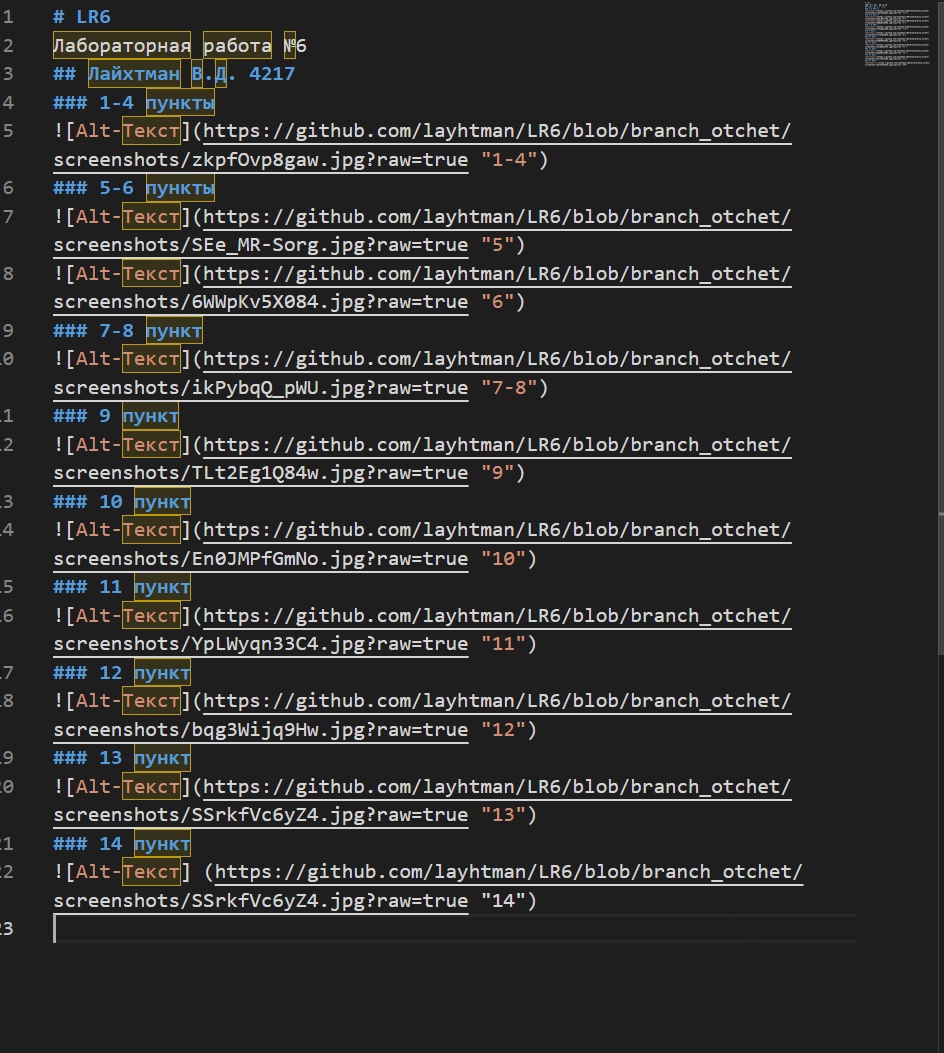 1 # LR6
2 Лабораторная работа №6
3 ## Лайхтман В.Д. 4217
4 ### 1-4 пункты
5 ![Alt-Текст](https://github.com/layhtman/LR6/blob/branch_otchet/
screenshots/zkpfOvp8gaw.jpg?raw=true "1-4")
6 ### 5-6 пункты
7 ![Alt-Текст](https://github.com/layhtman/LR6/blob/branch_otchet/
screenshots/SEe_MR-Sorg.jpg?raw=true "5")
8 ![Alt-Текст](https://github.com/layhtman/LR6/blob/branch_otchet/
screenshots/6WWpKv5X084.jpg?raw=true "6")
9 ### 7-8 пункт
0 ![Alt-Текст](https://github.com/layhtman/LR6/blob/branch_otchet/
screenshots/ikPybqQ_pWU.jpg?raw=true "7-8")
1 ### 9 пункт
2 ![Alt-Текст](https://github.com/layhtman/LR6/blob/branch_otchet/
screenshots/TLt2Eg1Q84w.jpg?raw=true "9")
3 ### 10 пункт
4 ![Alt-Текст](https://github.com/layhtman/LR6/blob/branch_otchet/
screenshots/En0JMPfGmNo.jpg?raw=true "10")
5 ### 11 пункт
6 ![Alt-Текст](https://github.com/layhtman/LR6/blob/branch_otchet/
screenshots/YpLWyqn33C4.jpg?raw=true "11")
7 ### 12 пункт
8 ![Alt-Текст](https://github.com/layhtman/LR6/blob/branch_otchet/
screenshots/bqg3Wijq9Hw.jpg?raw=true "12")
9 ### 13 пункт
20 ![Alt-Текст](https://github.com/layhtman/LR6/blob/branch_otchet/
screenshots/SSrkfVc6yZ4.jpg?raw=true "13")
21 ### 14 пункт
22 ![Alt-Текст] (https://github.com/layhtman/LR6/blob/branch_otchet/
screenshots/SSrkfVc6yZ4.jpg?raw=true "14")
23